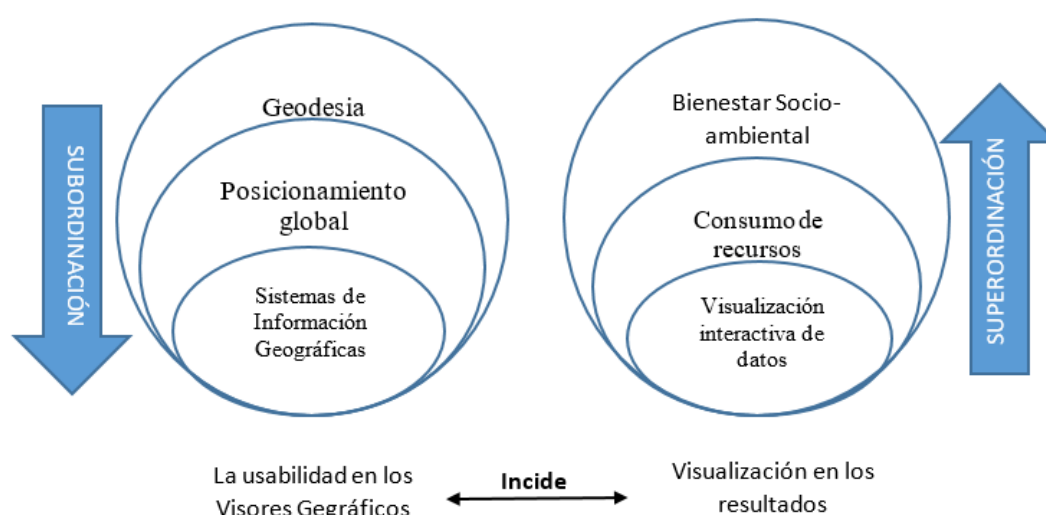 SUBORDINACIÓN
Geodesia
Posicionamiento
global
Sistemas de
Información
Geográficas
Bienestar Socio-
ambiental
Consumo de
recursos
Visualización
interactiva de
datos
SUPERORDINACIÓN
La usabilidad en los
Visores Gegráficos
Incide
Visualización en los
resultados